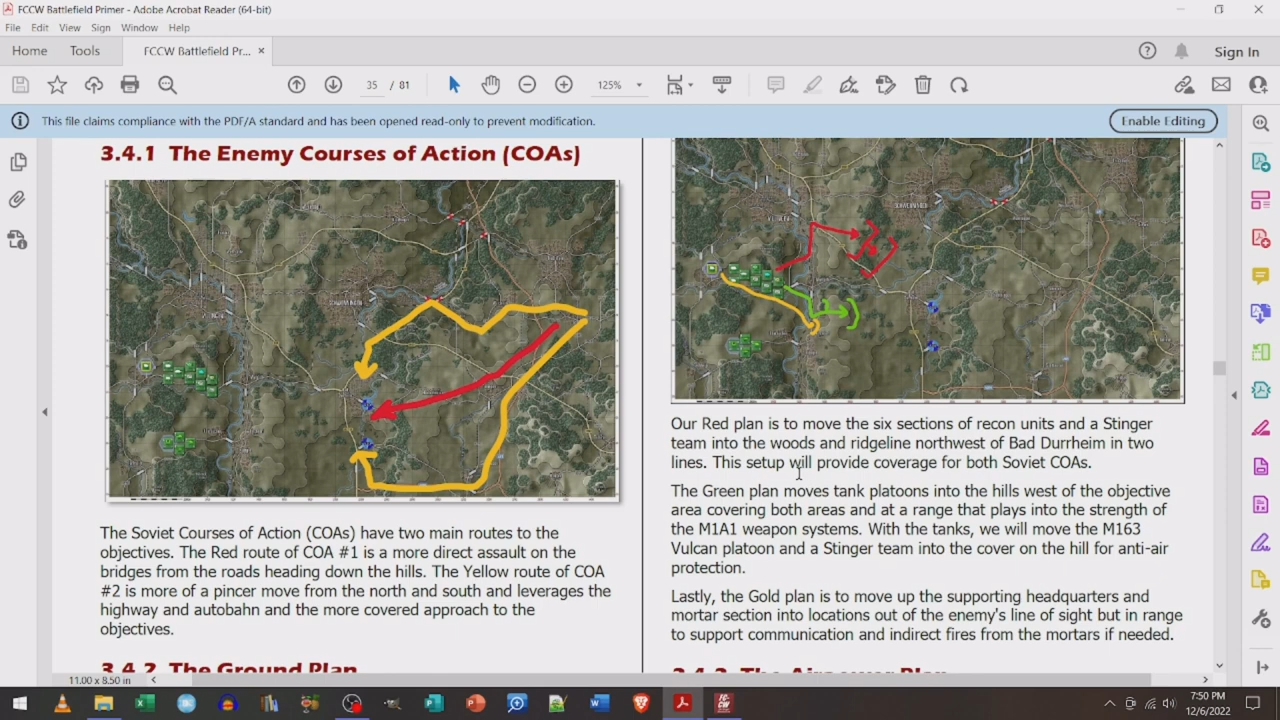 FCCW Battlefield Primer - Adobe Acrobat Reader (64-bit)
File Edit View Sign Window Help
Home Tools FCCW Battlefield Pr... × Sign In
35 / 81 125%
This file claims compliance with the PDF/A standard and has been opened read-only to prevent modification. Enable Editing
3.4.1 The Enemy Courses of Action (COAs)
The Soviet Courses of Action (COAs) have two main routes to the
objectives. The Red route of COA #1 is a more direct assault on the
bridges from the roads heading down the hills. The Yellow route of COA
#2 is more of a pincer move from the north and south and leverages the
highway and autobahn and the more covered approach to the
objectives.
3.4.2 The Ground Plan
Our Red plan is to move the six sections of recon units and a Stinger
team into the woods and ridgeline northwest of Bad Durrheim in two
lines. This setup will provide coverage for both Soviet COAs.
The Green plan moves tank platoons into the hills west of the objective
area covering both areas and at a range that plays into the strength of
the M1A1 weapon systems. With the tanks, we will move the M163
Vulcan platoon and a Stinger team into the cover on the hill for anti-air
protection.
Lastly, the Gold plan is to move up the supporting headquarters and
mortar section into locations out of the enemy's line of sight but in range
to support communication and indirect fires from the mortars if needed.
3.4.3 The Airpower Plan
11.00 x 8.50 in
7:50 PM
12/6/2022